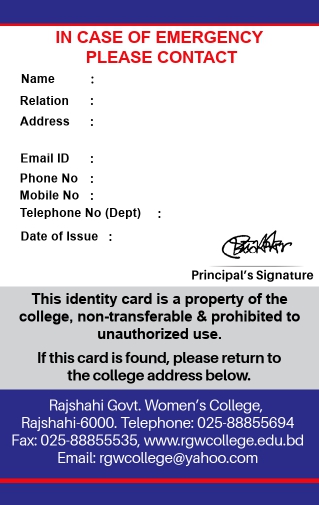 IN CASE OF EMERGENCY
PLEASE CONTACT
Name :
Relation :
Address :
Email ID :
Phone No :
Mobile No :
Telephone No (Dept) :
Date of Issue :
Principal's Signature
This identity card is a property of the
college, non-transferable & prohibited to
unauthorized use.
If this card is found, please return to
the college address below.
Rajshahi Govt. Women's College,
Rajshahi-6000. Telephone: 025-88855694
Fax: 025-88855535, www.rgwcollege.edu.bd
Email: rgwcollege@yahoo.com